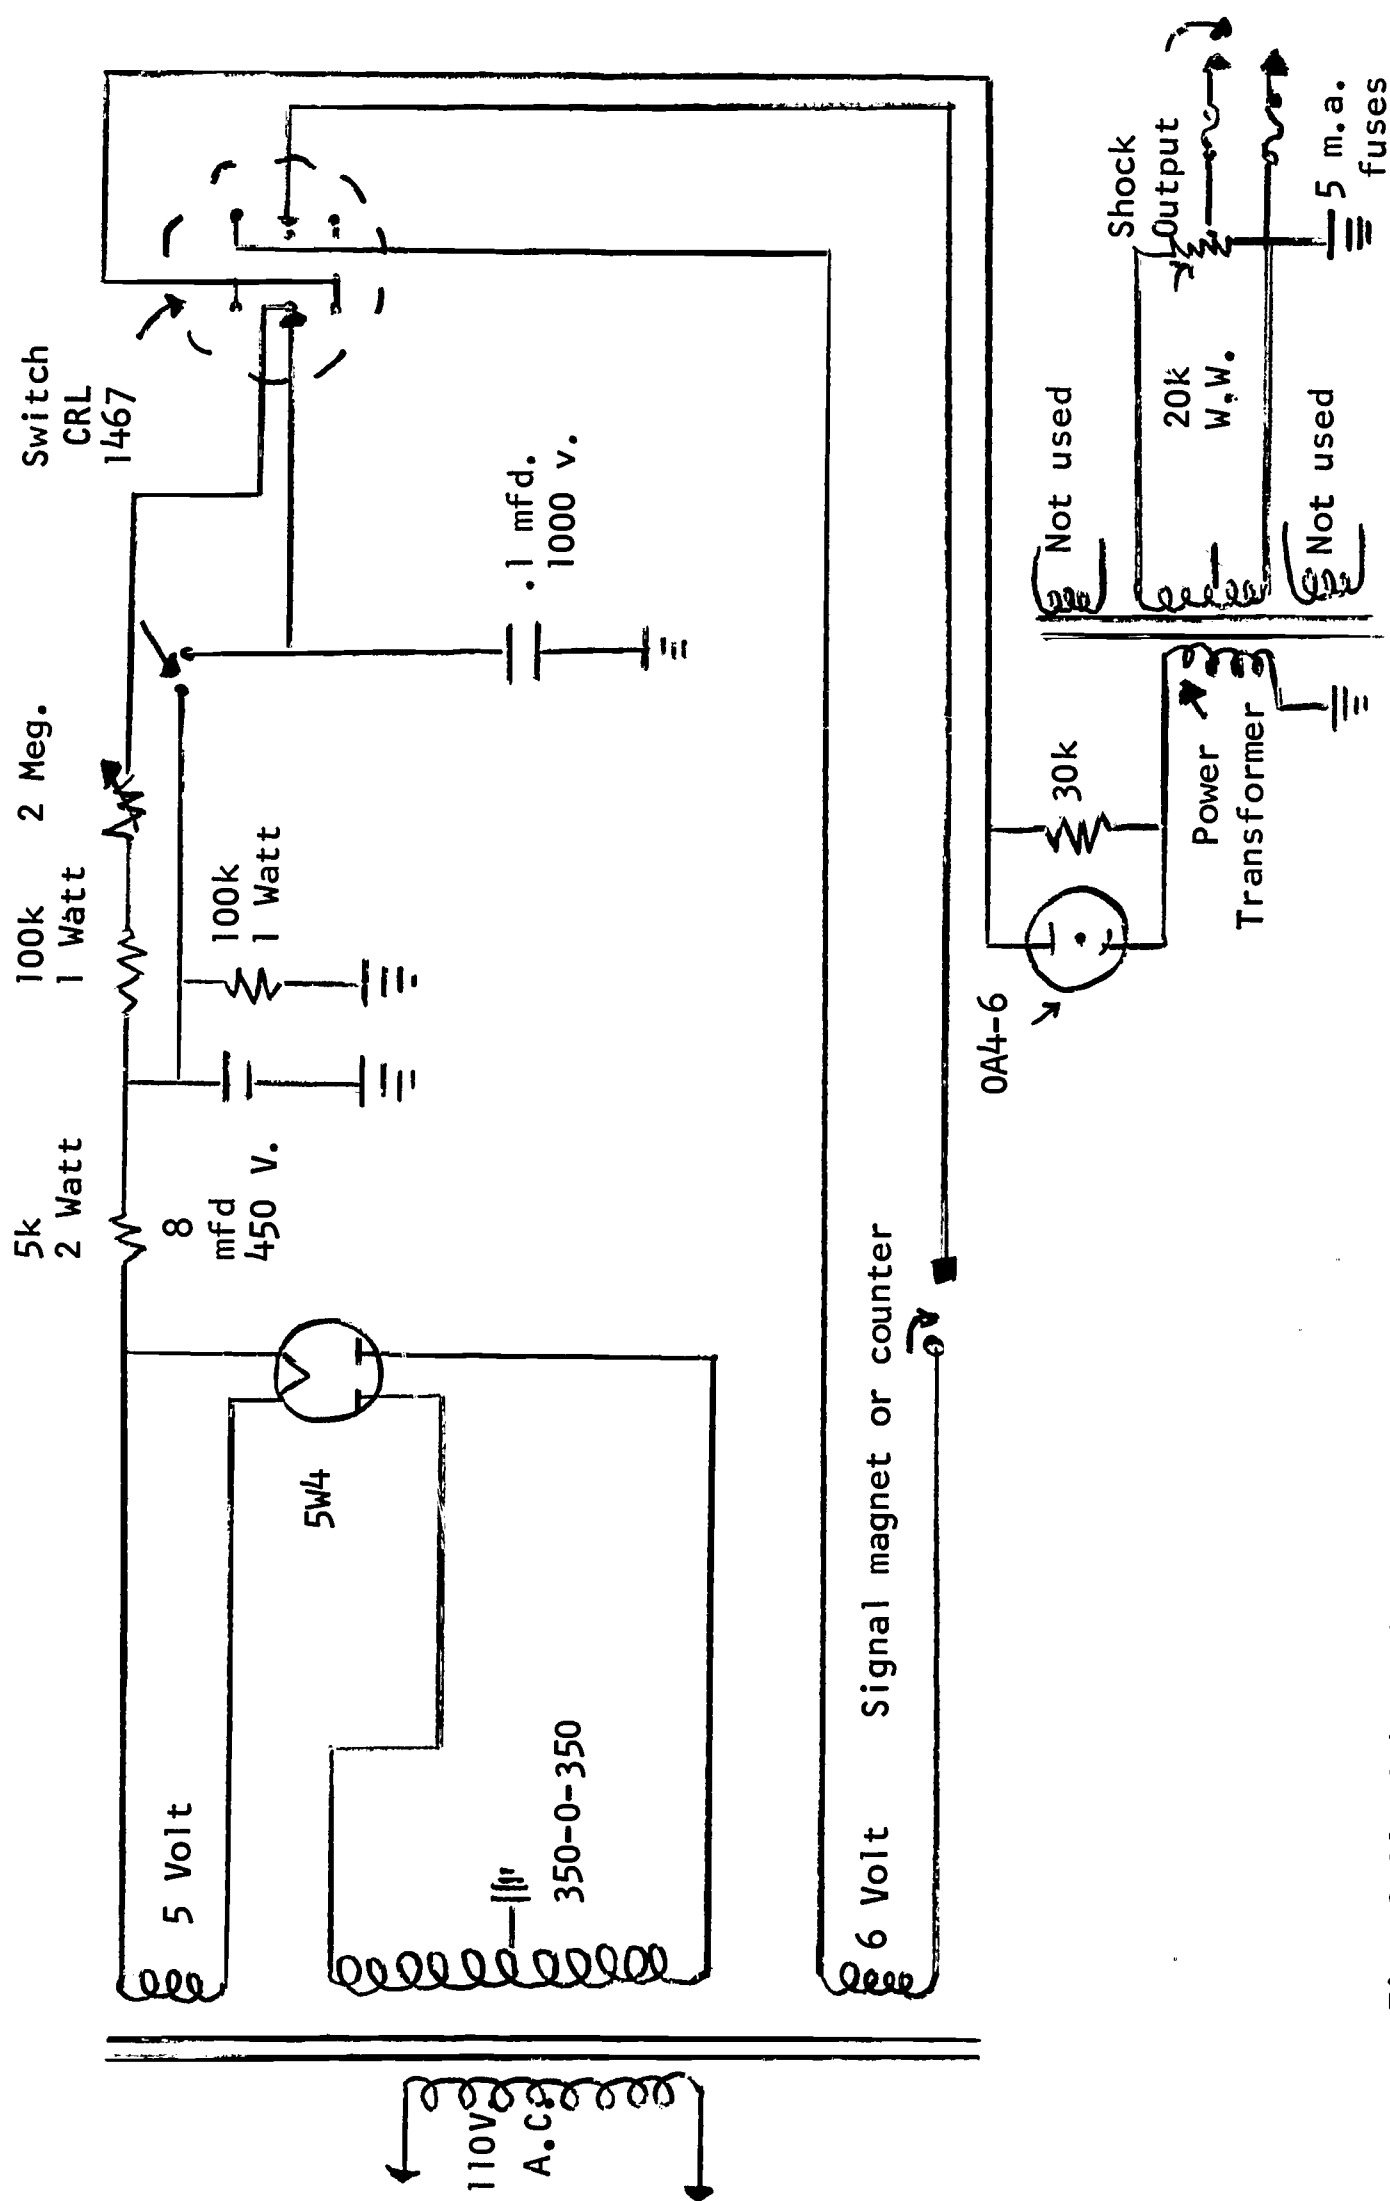 5k
2 Watt
100k
1 Watt
2 Meg.
Switch
CRL
1467
8
mfd
450 V.
100k
1 Watt
.1 mfd.
1000 v.
5 Volt
5W4
350-0-350
110V.
A.C.
6 Volt
Signal magnet or counter
0A4-6
30k
Power
Transformer
Not used
20k
W.W.
Not used
Shock
Output
5 m.a.
fuses